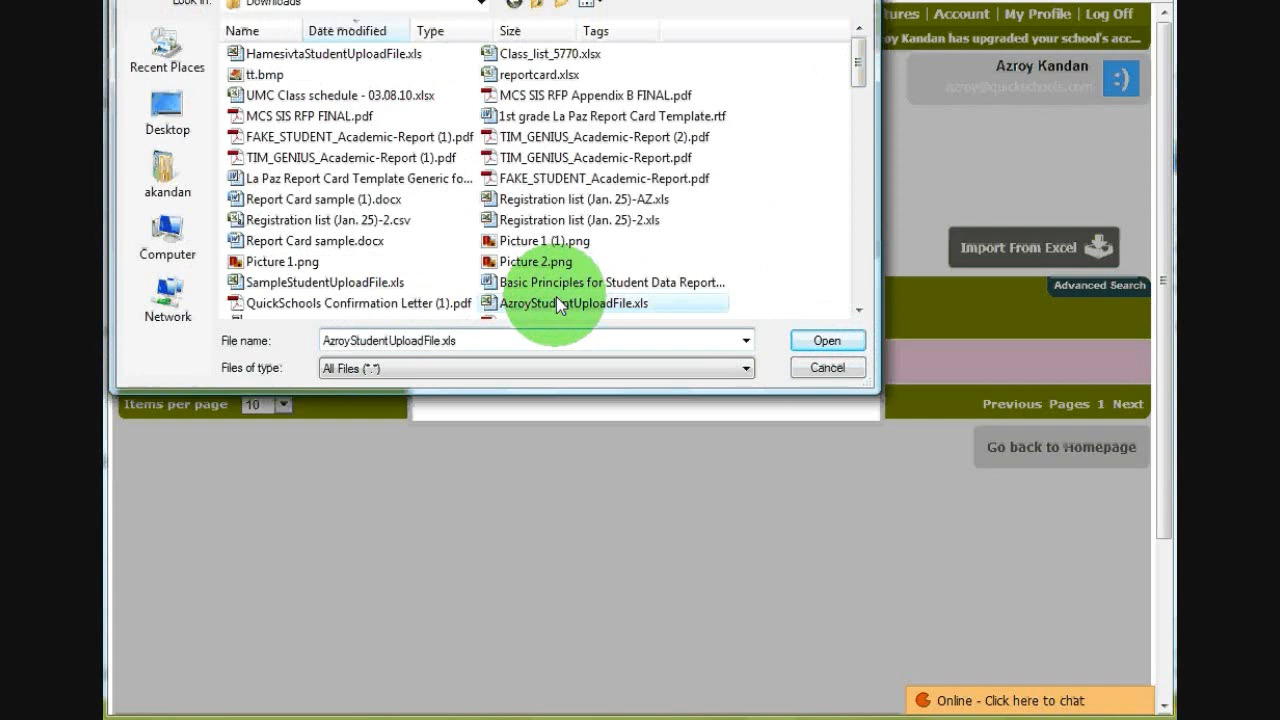 Look in: Downloads
tures | Account | My Profile | Log Off
oy Kandan has upgraded your school's acc...
Name Date modified Type Size Tags
Azroy Kandan
azroy@quickschools.com
Recent Places
Desktop
akandan
Computer
Network
HamesivtaStudentUploadFile.xls Class_list_5770.xlsx
tt.bmp reportcard.xlsx
UMC Class schedule - 03.08.10.xlsx MCS SIS RFP Appendix B FINAL.pdf
MCS SIS RFP FINAL.pdf 1st grade La Paz Report Card Template.rtf
FAKE_STUDENT_Academic-Report (1).pdf TIM_GENIUS_Academic-Report (2).pdf
TIM_GENIUS_Academic-Report (1).pdf TIM_GENIUS_Academic-Report.pdf
La Paz Report Card Template Generic fo... FAKE_STUDENT_Academic-Report.pdf
Report Card sample (1).docx Registration list (Jan. 25)-AZ.xls
Registration list (Jan. 25)-2.csv Registration list (Jan. 25)-2.xls
Report Card sample.docx Picture 1 (1).png
Picture 1.png Picture 2.png
SampleStudentUploadFile.xls Basic Principles for Student Data Report...
QuickSchools Confirmation Letter (1).pdf AzroyStudentUploadFile.xls
Import From Excel
Advanced Search
File name: AzroyStudentUploadFile.xls Open
Files of type: All Files (*.*) Cancel
Items per page 10 Previous Pages 1 Next
Go back to Homepage
Online - Click here to chat